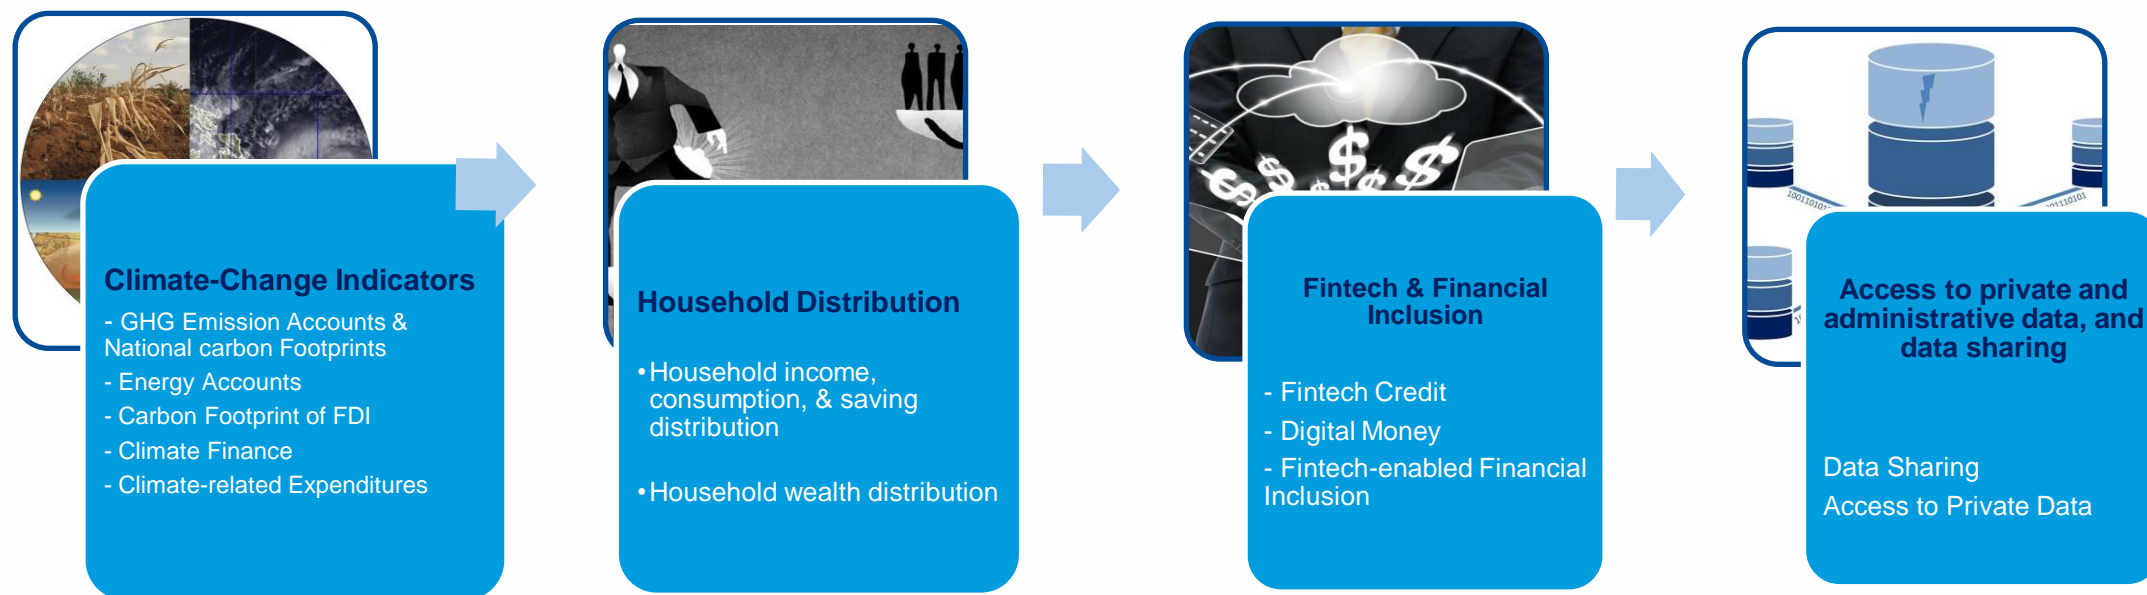 Climate-Change Indicators
- GHG Emission Accounts &
National carbon Footprints
- Energy Accounts
- Carbon Footprint of FDI
- Climate Finance
- Climate-related Expenditures
Household Distribution
•Household income,
consumption, & saving
distribution
•Household wealth distribution
$ $ $ $ $ $
Fintech & Financial
Inclusion
- Fintech Credit
- Digital Money
- Fintech-enabled Financial
Inclusion
Access to private and
administrative data, and
data sharing
Data Sharing
Access to Private Data